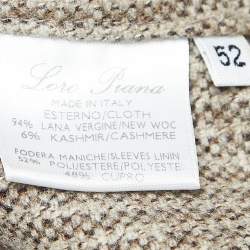 Loro Piana
MADE IN ITALY
ESTERNO/CLOTH
94% LANA VERGINE/NEW WOO
6% KASHMIR/CASHMERE
FODERA MANICHE/SLEEVES LININ
52% POLIESTERE/POLYESTE
48% CUPRO
52